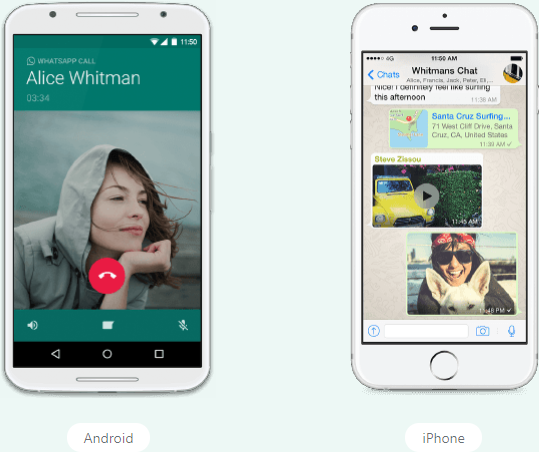 11:50
WHATSAPP CALL
Alice Whitman
03:34
Android
4G
11:50 AM
Chats
Whitmans Chat
Alice, Francis, Jack, Peter, Eli,...
Nice! I definitely feel like surfing
this afternoon
11:38 AM
Santa Cruz Surfing...
71 West Cliff Drive, Santa
Cruz, CA, United States
11:39 AM
Steve Zissou
11:45 AM
11:48 PM
iPhone